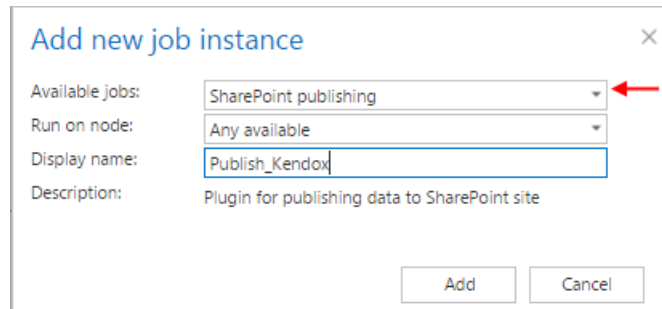 Add new job instance
Available jobs: SharePoint publishing
Run on node: Any available
Display name: Publish_Kendox
Description: Plugin for publishing data to SharePoint site
Add Cancel